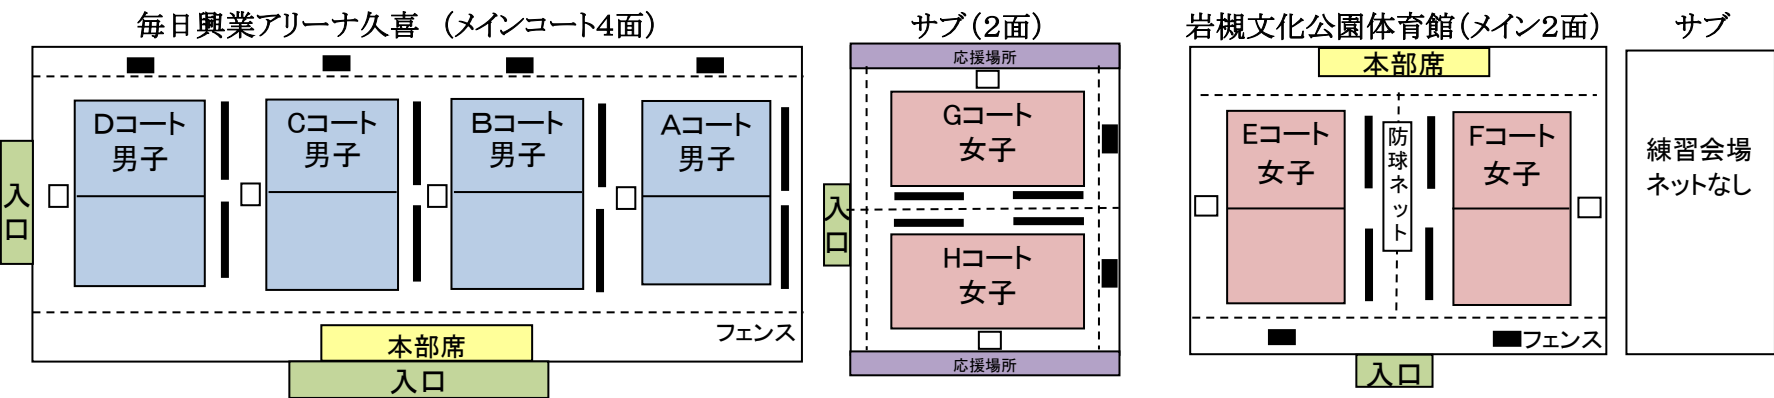 毎日興業アリーナ久喜　（メインコート4面）
Dコート
男子
Cコート
男子
Bコート
男子
Aコート
男子
入
口
フェンス
本部席
入口
サブ（2面）
応援場所
Gコート
女子
入
口
Hコート
女子
応援場所
岩槻文化公園体育館（メイン2面）
本部席
Eコート
女子
防球ネット
Fコート
女子
フェンス
入口
サブ
練習会場
ネットなし